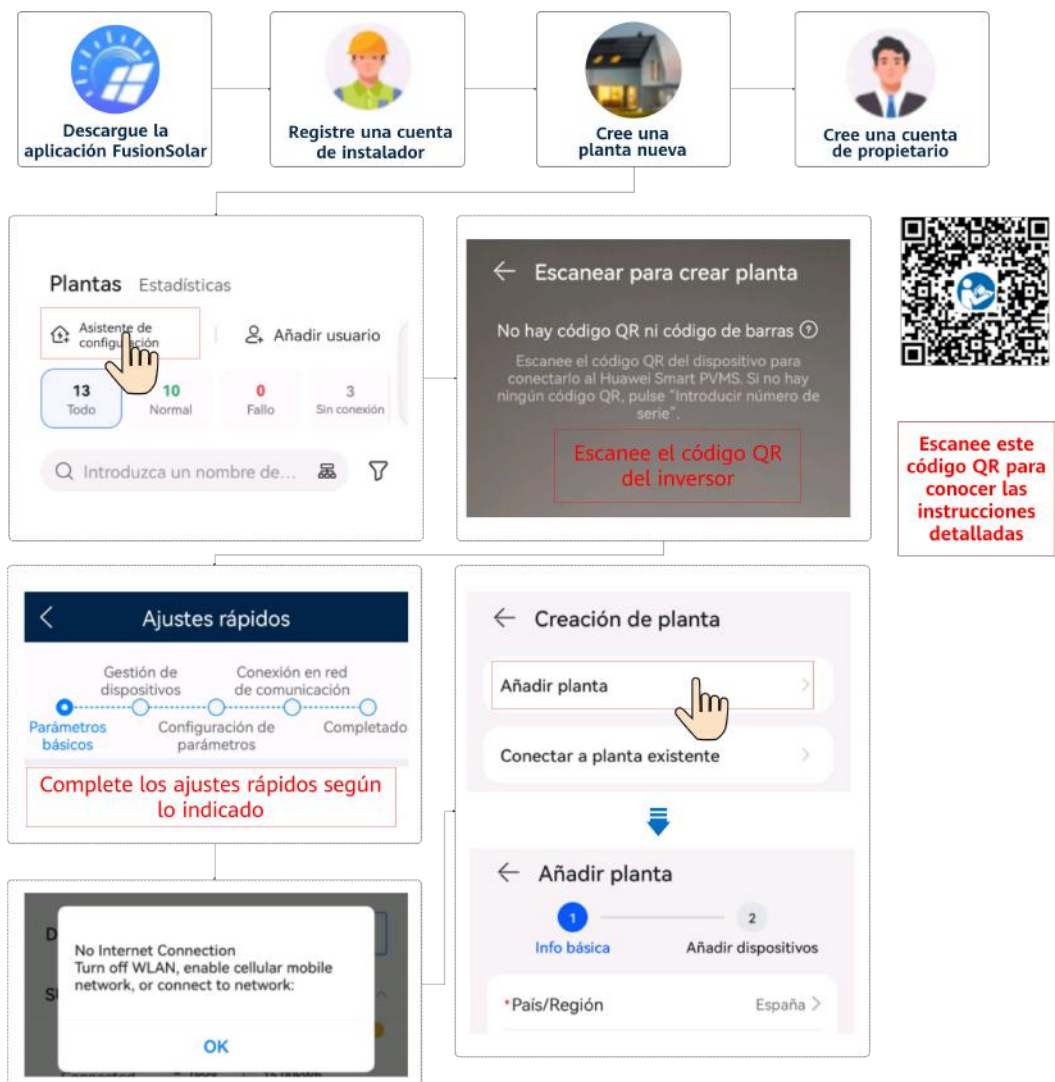 Descargue la
aplicación FusionSolar
Registre una cuenta
de instalador
Cree una
planta nueva
Cree una cuenta
de propietario
Plantas Estadísticas
Asistente de
configuración
Añadir usuario
13
Todo
10
Normal
0
Fallo
3
Sin conexión
Introduzca un nombre de...
Escanear para crear planta
No hay código QR ni código de barras
Escanee el código QR del dispositivo para
conectarlo al Huawei Smart PVMS. Si no hay
ningún código QR, pulse "Introducir número de
serie".
Escanee el código QR
del inversor
Escanee este
código QR para
conocer las
instrucciones
detalladas
Ajustes rápidos
Gestión de
dispositivos
Conexión en red
de comunicación
Parámetros
básicos
Configuración de
parámetros
Completado
Complete los ajustes rápidos según
lo indicado
No Internet Connection
Turn off WLAN, enable cellular mobile
network, or connect to network:
OK
Creación de planta
Añadir planta
Conectar a planta existente
Añadir planta
1
Info básica
2
Añadir dispositivos
*País/Región España